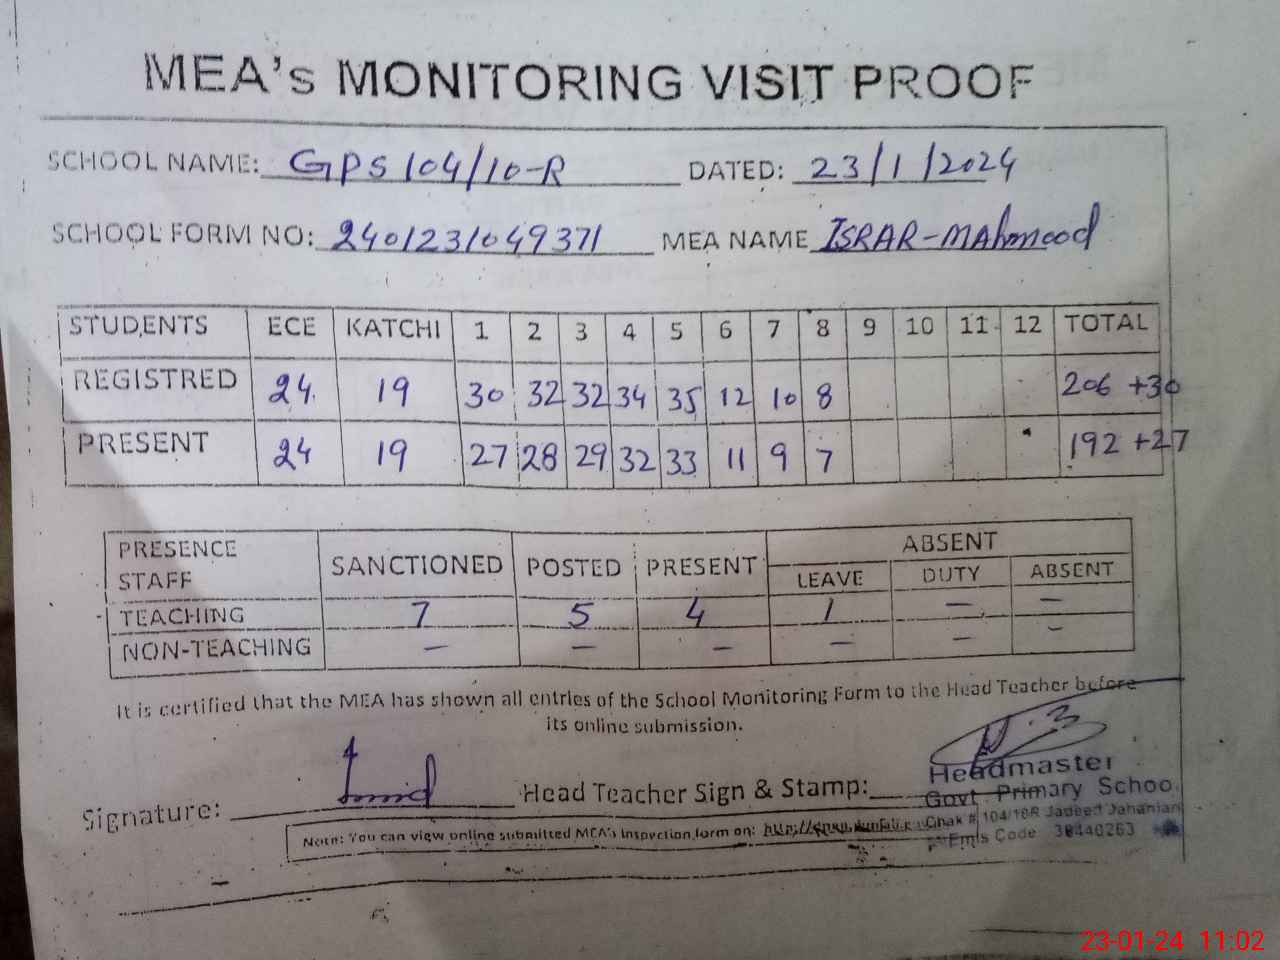 MEA's MONITORING VISIT PROOF
SCHOOL NAME: GPS 104/10-R DATED: 23/1/2024
SCHOOL FORM NO: 240123104937/ MEA NAME ISRAR-MAhmood
STUDENTS ECE KATCHI 1 2 3 4 5 6 7 8 9 10 11 12 TOTAL
REGISTRED 24 19 30 32 32 34 35 12 10 8 206 +30
PRESENT 24 19 27 28 29 32 33 11 9 7 192 +27
PRESENCE STAFF SANCTIONED POSTED PRESENT ABSENT
LEAVE DUTY ABSENT
TEACHING 7 5 4 1 — —
NON-TEACHING — — — — — —
It is certified that the MEA has shown all entries of the School Monitoring Form to the Head Teacher before
its online submission.
Signature: Head Teacher Sign & Stamp:
Headmaster
Govt Primary Schoo
Chak # 104/10R Jadeed Jahanian
Emis Code 36440263
Note: You can view online submitted MEA's Inspection form on:
23-01-24 11:02